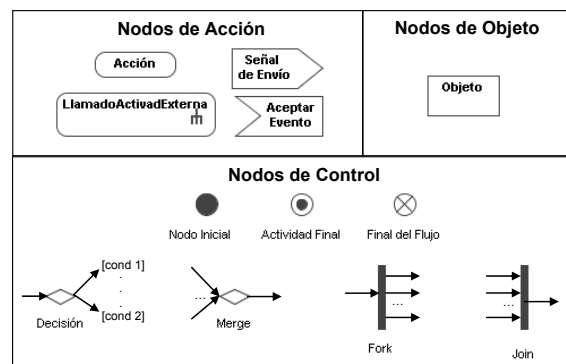 Nodos de Acción
Nodos de Objeto
Acción
Señal
de Envío
LlamadoActivadExterna
Aceptar
Evento
Objeto
Nodos de Control
Nodo Inicial
Actividad Final
Final del Flujo
[cond 1]
.
.
.
[cond 2]
Decisión
...
Merge
...
Fork
...
Join